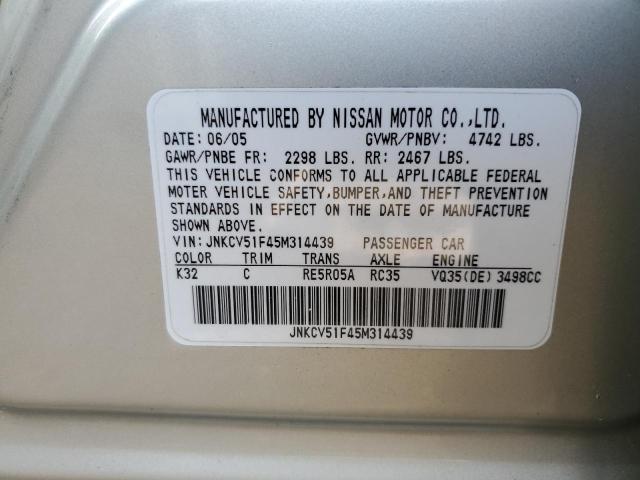 MANUFACTURED BY NISSAN MOTOR CO.,LTD.
DATE: 06/05 GVWR/PNBV: 4742 LBS.
GAWR/PNBE FR: 2298 LBS. RR: 2467 LBS.
THIS VEHICLE CONFORMS TO ALL APPLICABLE FEDERAL
MOTOR VEHICLE SAFETY,BUMPER,AND THEFT PREVENTION
STANDARDS IN EFFECT ON THE DATE OF MANUFACTURE
SHOWN ABOVE.
VIN:JNKCV51F45M314439 PASSENGER CAR
COLOR TRIM TRANS AXLE ENGINE
K32 C RE5R05A RC35 VQ35(DE) 3498CC
JNKCV51F45M314439